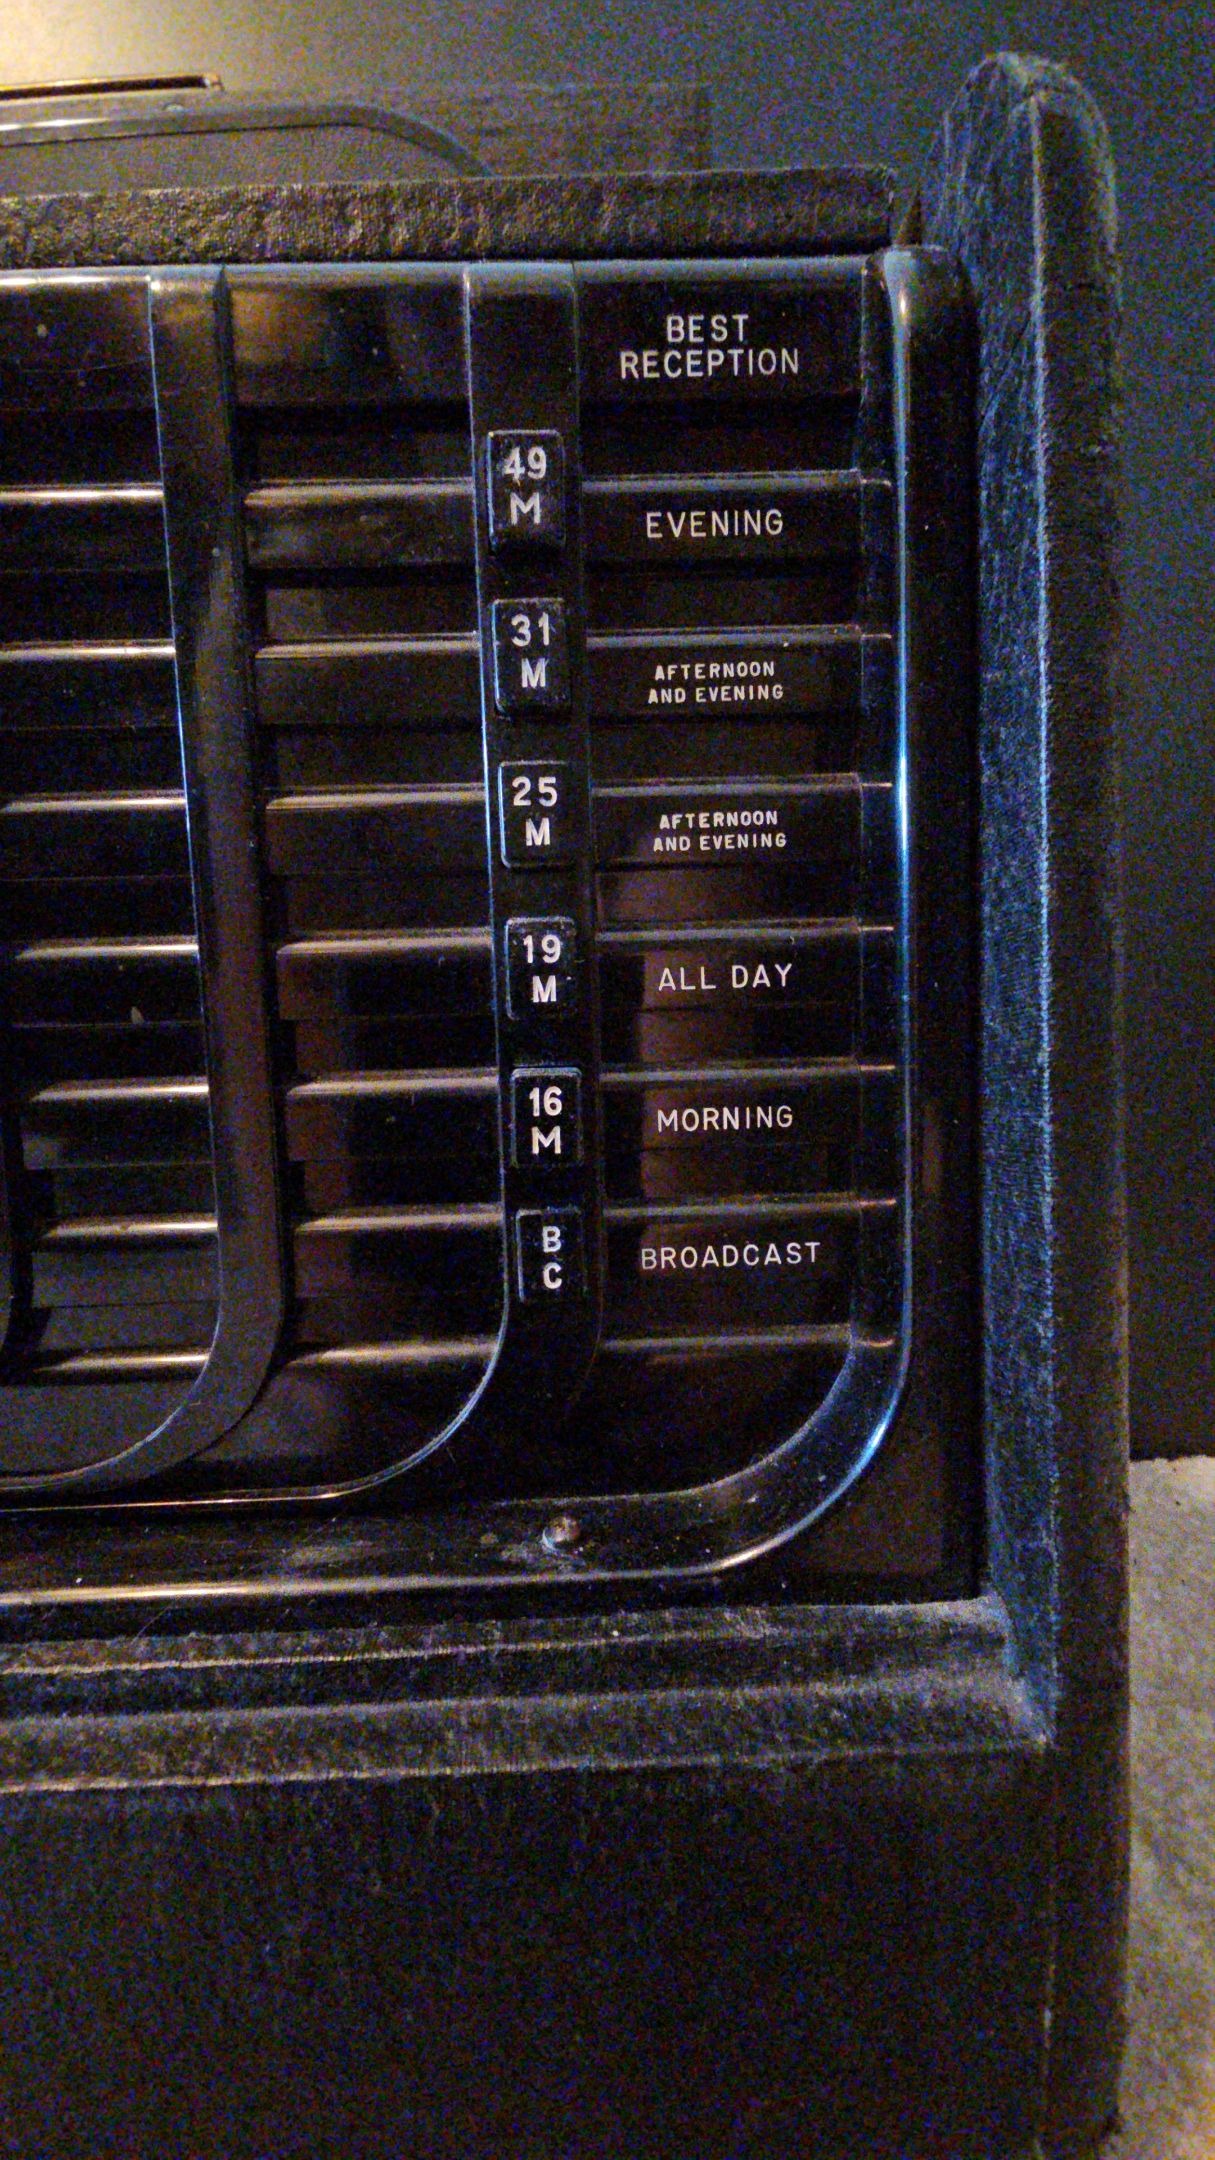 BEST
RECEPTION
49
M
EVENING
31
M
AFTERNOON
AND EVENING
25
M
AFTERNOON
AND EVENING
19
M
ALL DAY
16
M
MORNING
B
C
BROADCAST